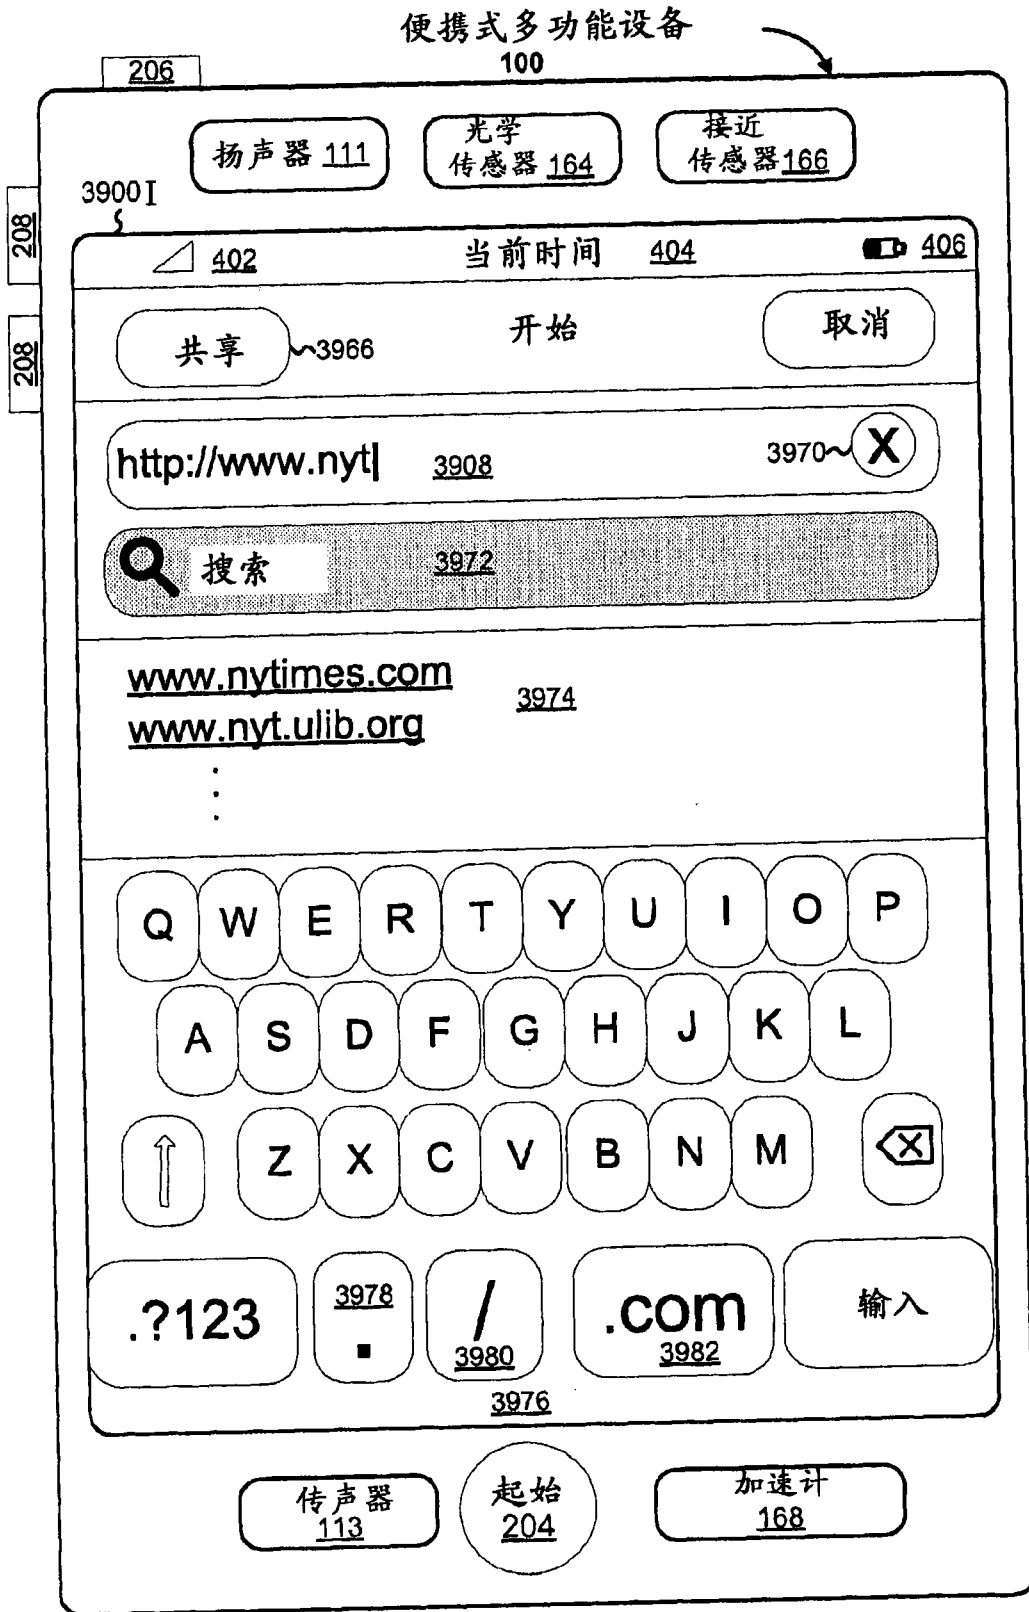 便携式多功能设备
100
206
扬声器 111
光学
传感器 164
接近
传感器 166
3900I
208
208
402
当前时间 404
406
共享
3966
开始
取消
http://www.nyt
3908
3970
X
搜索
3972
www.nytimes.com
www.nyt.ulib.org
3974
Q W E R T Y U I O P
A S D F G H J K L
Z X C V B N M
.?123
3978
.
/
3980
.com
3982
输入
3976
传声器
113
起始
204
加速计
168